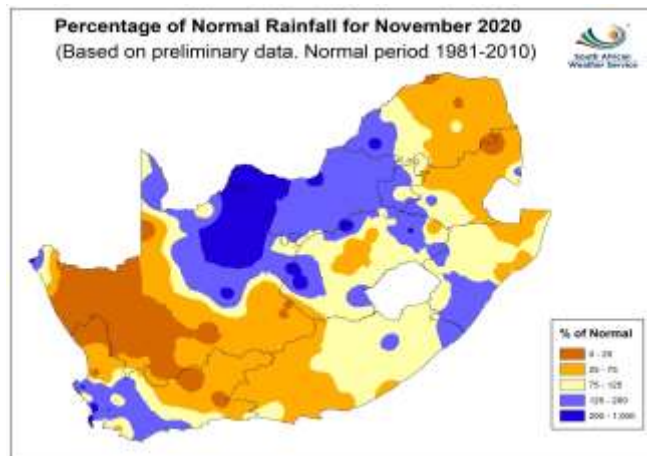 Percentage of Normal Rainfall for November 2020
(Based on preliminary data. Normal period 1981-2010)
South African
Weather Service
% of Normal
0 - 25
25 - 75
75 - 125
125 - 200
200 - 1,000